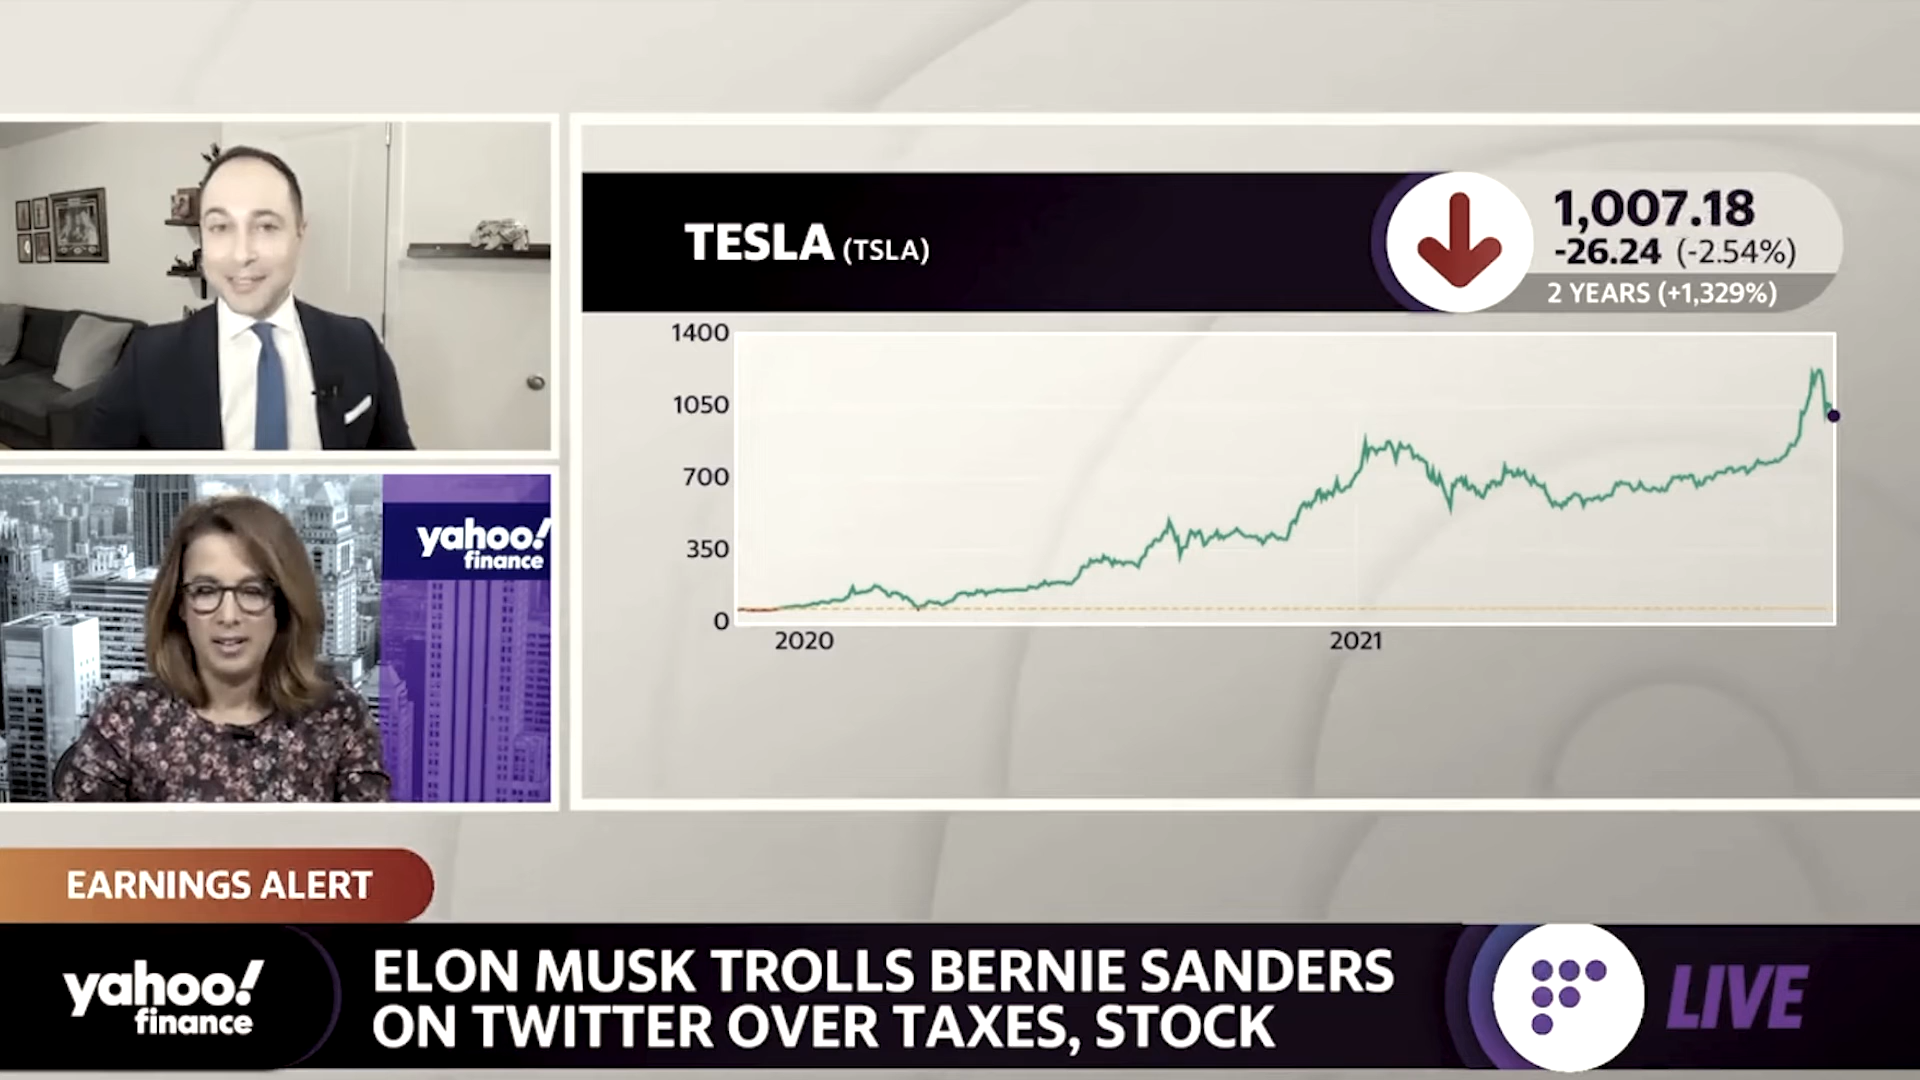 TESLA (TSLA)
1,007.18
-26.24 (-2.54%)
2 YEARS (+1,329%)
1400
1050
700
350
0
2020
2021
yahoo!
finance
EARNINGS ALERT
yahoo!
finance
ELON MUSK TROLLS BERNIE SANDERS
ON TWITTER OVER TAXES, STOCK
LIVE